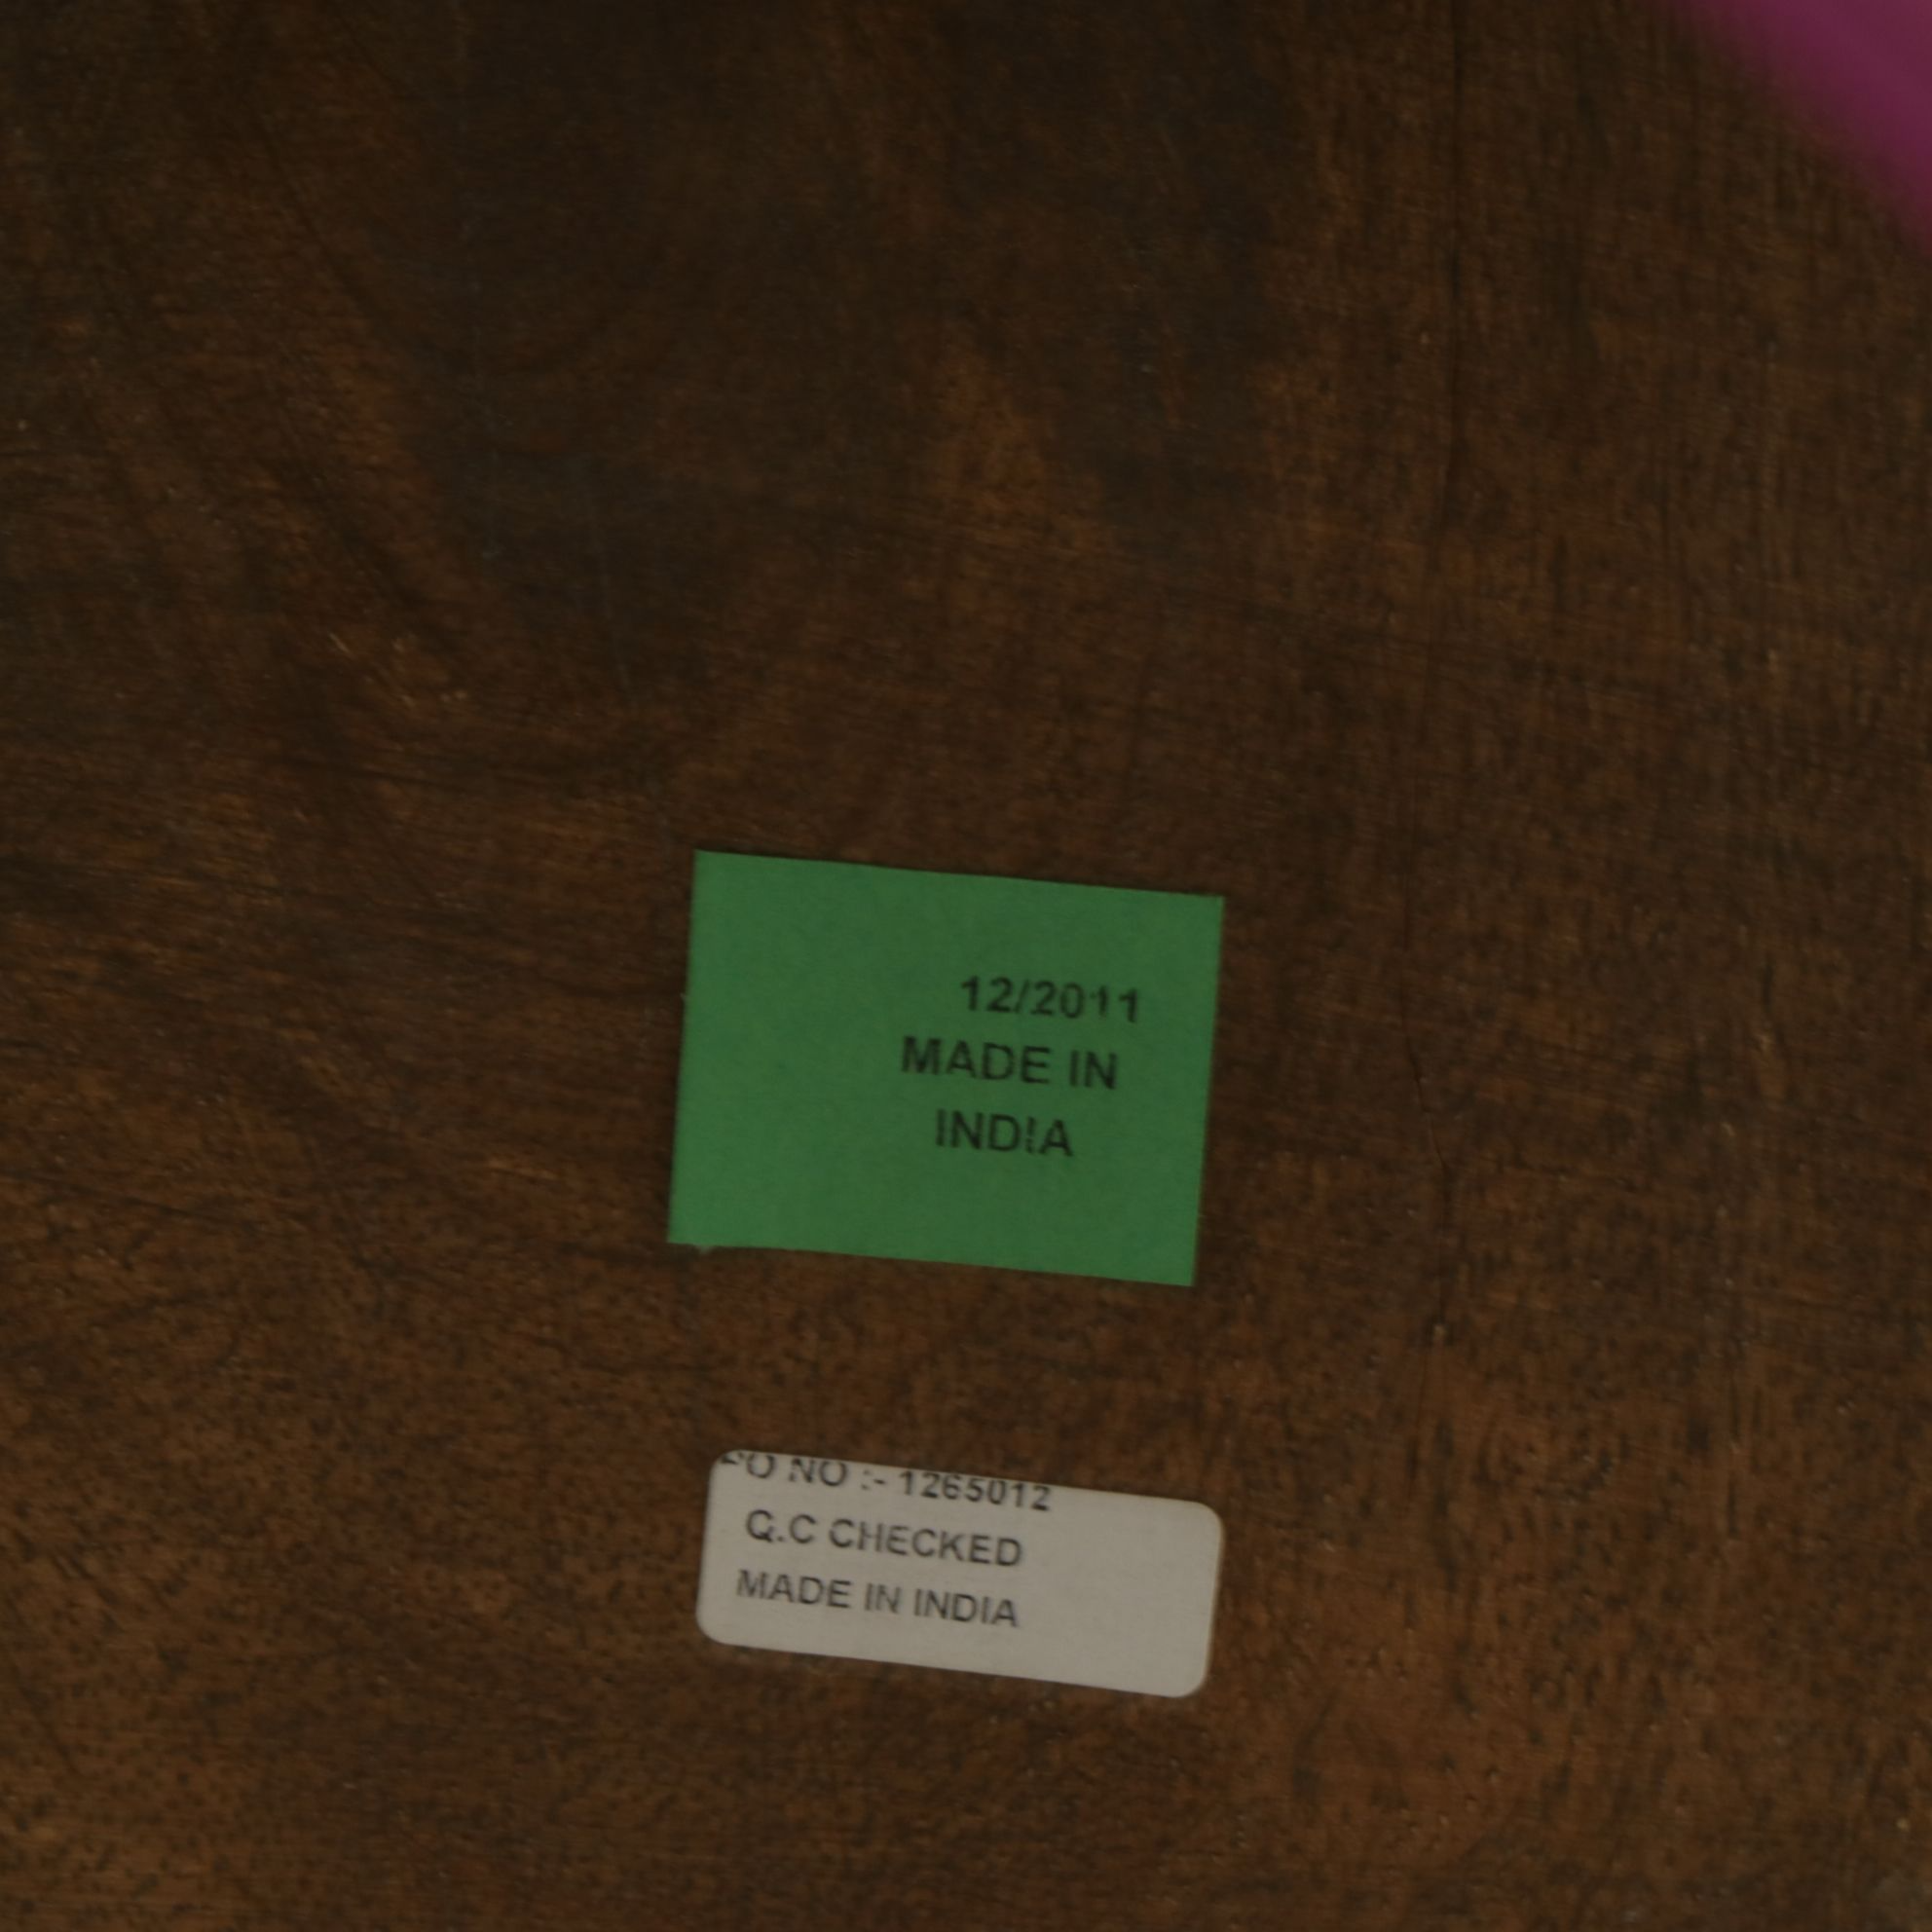 12/2011
MADE IN
INDIA
PO NO :- 1265012
Q.C CHECKED
MADE IN INDIA